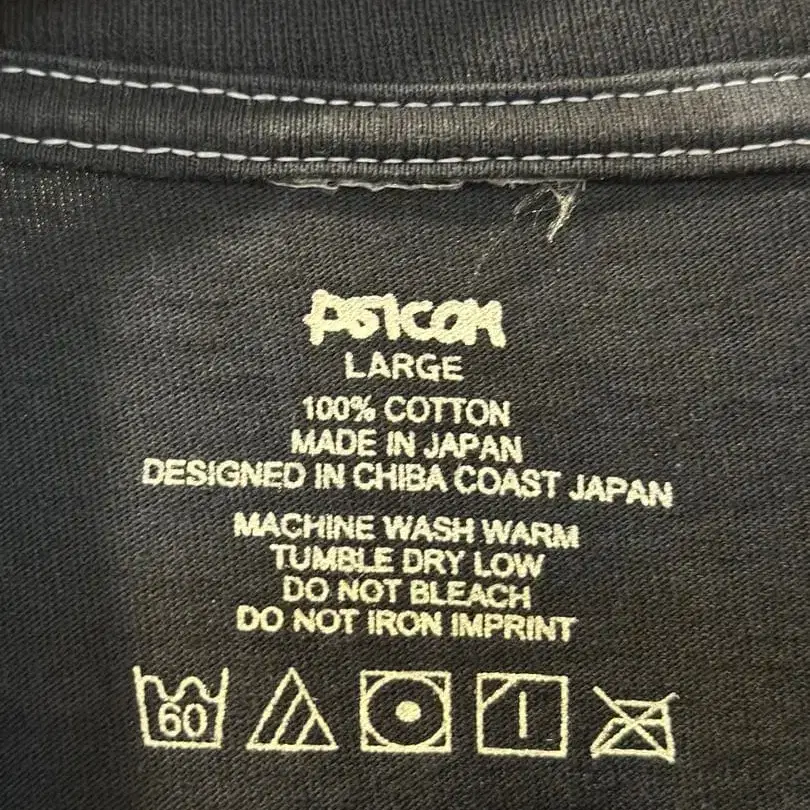 PSICOM
LARGE
100% COTTON
MADE IN JAPAN
DESIGNED IN CHIBA COAST JAPAN
MACHINE WASH WARM
TUMBLE DRY LOW
DO NOT BLEACH
DO NOT IRON IMPRINT
60